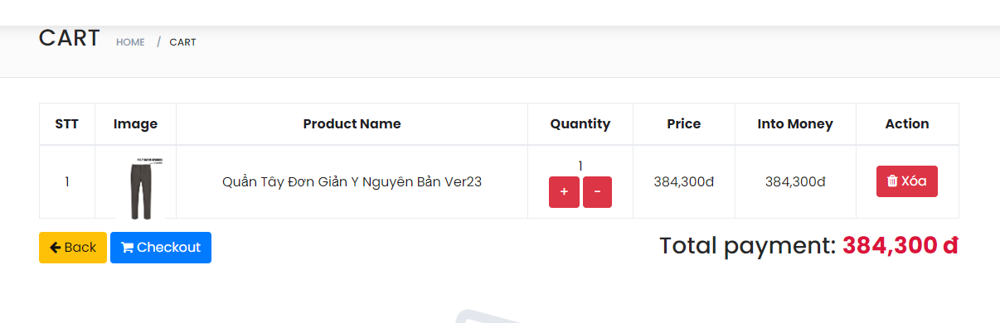 CART HOME / CART
STT Image Product Name Quantity Price Into Money Action
1 Quần Tây Đơn Giản Y Nguyên Bản Ver23 1 384,300đ 384,300đ Xóa
+ -
Back Checkout Total payment: 384,300 đ